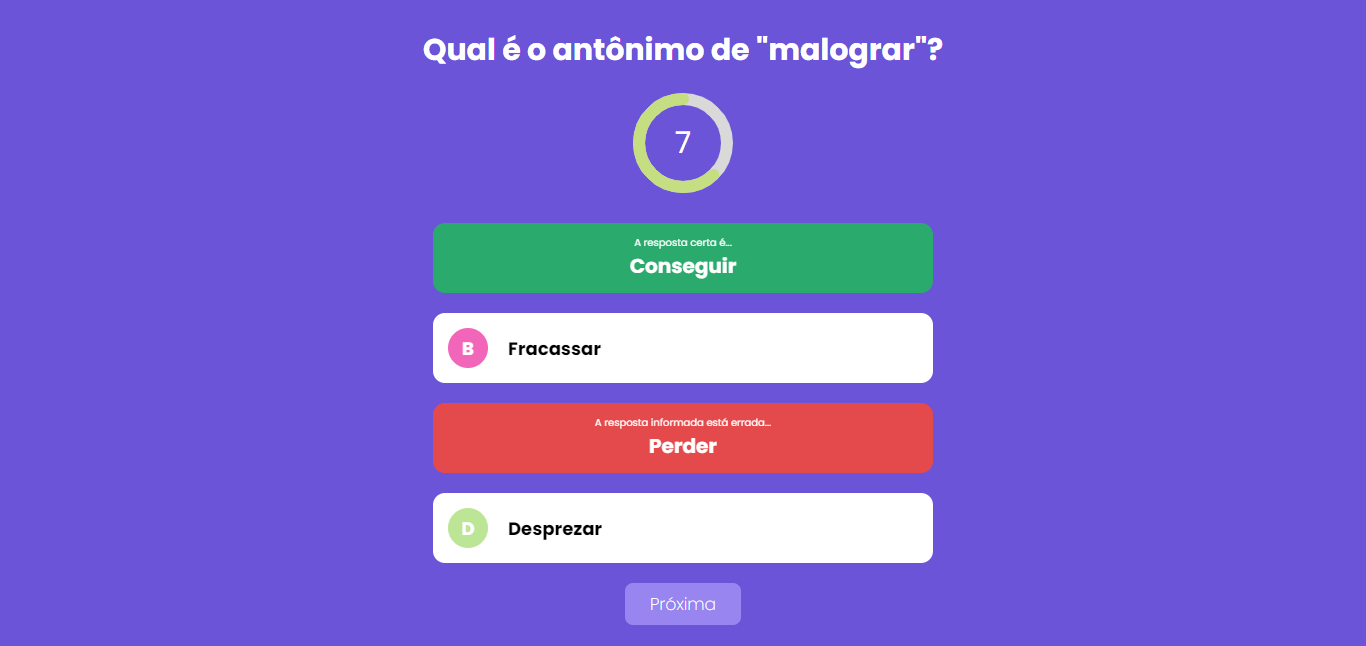 Qual é o antônimo de "malograr"?
7
A resposta certa é...
Conseguir
B Fracassar
A resposta informada está errada...
Perder
D Desprezar
Próxima